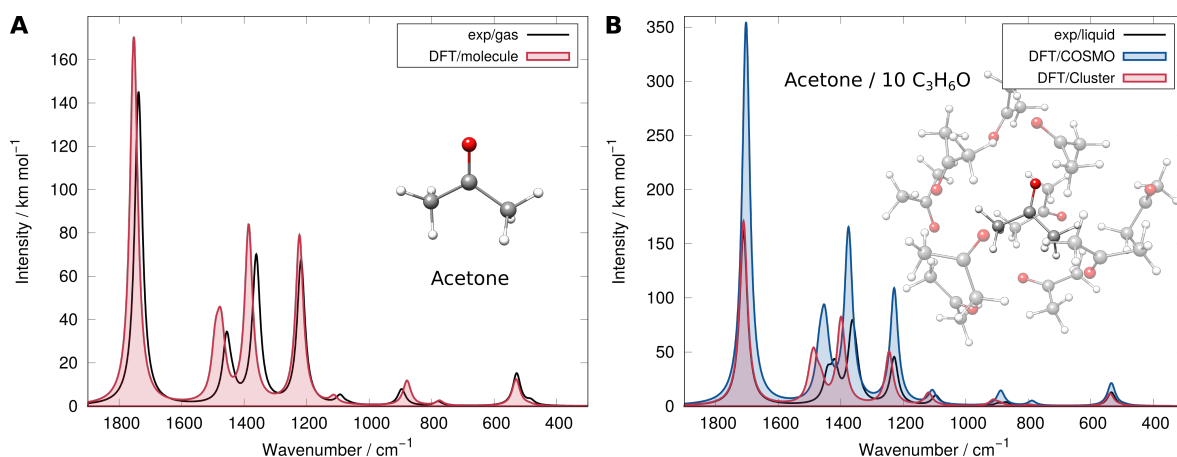 A
Intensity / km mol⁻¹
160
140
120
100
80
60
40
20
0
exp/gas
DFT/molecule
Acetone
1800 1600 1400 1200 1000 800 600 400
Wavenumber / cm⁻¹
B
Intensity / km mol⁻¹
350
300
250
200
150
100
50
0
exp/liquid
DFT/COSMO
DFT/Cluster
Acetone / 10 C₃H₆O
1800 1600 1400 1200 1000 800 600 400
Wavenumber / cm⁻¹